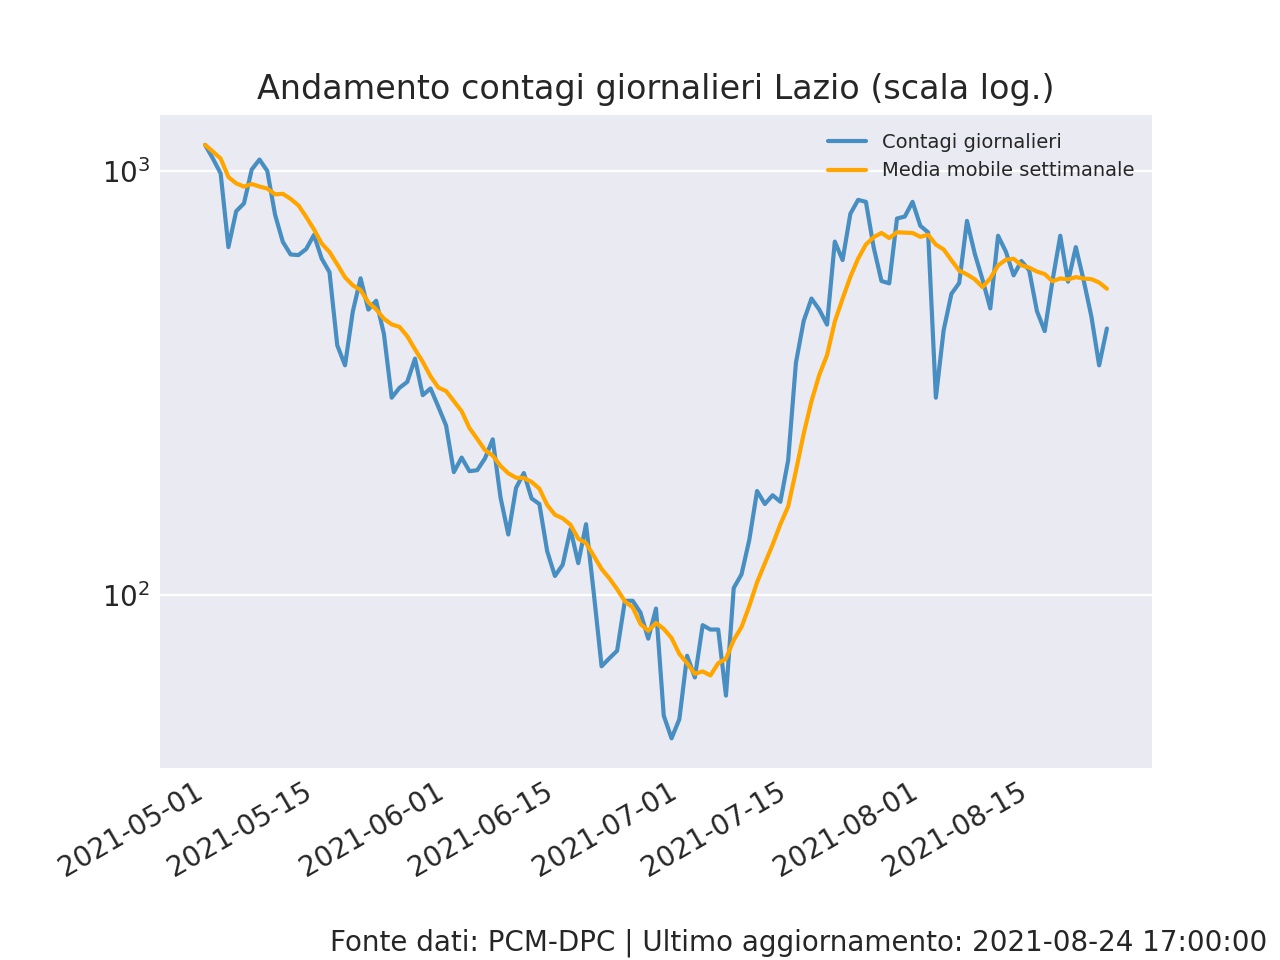 Andamento contagi giornalieri Lazio (scala log.)
Contagi giornalieri
Media mobile settimanale
10³
10²
2021-05-01
2021-05-15
2021-06-01
2021-06-15
2021-07-01
2021-07-15
2021-08-01
2021-08-15
Fonte dati: PCM-DPC | Ultimo aggiornamento: 2021-08-24 17:00:00